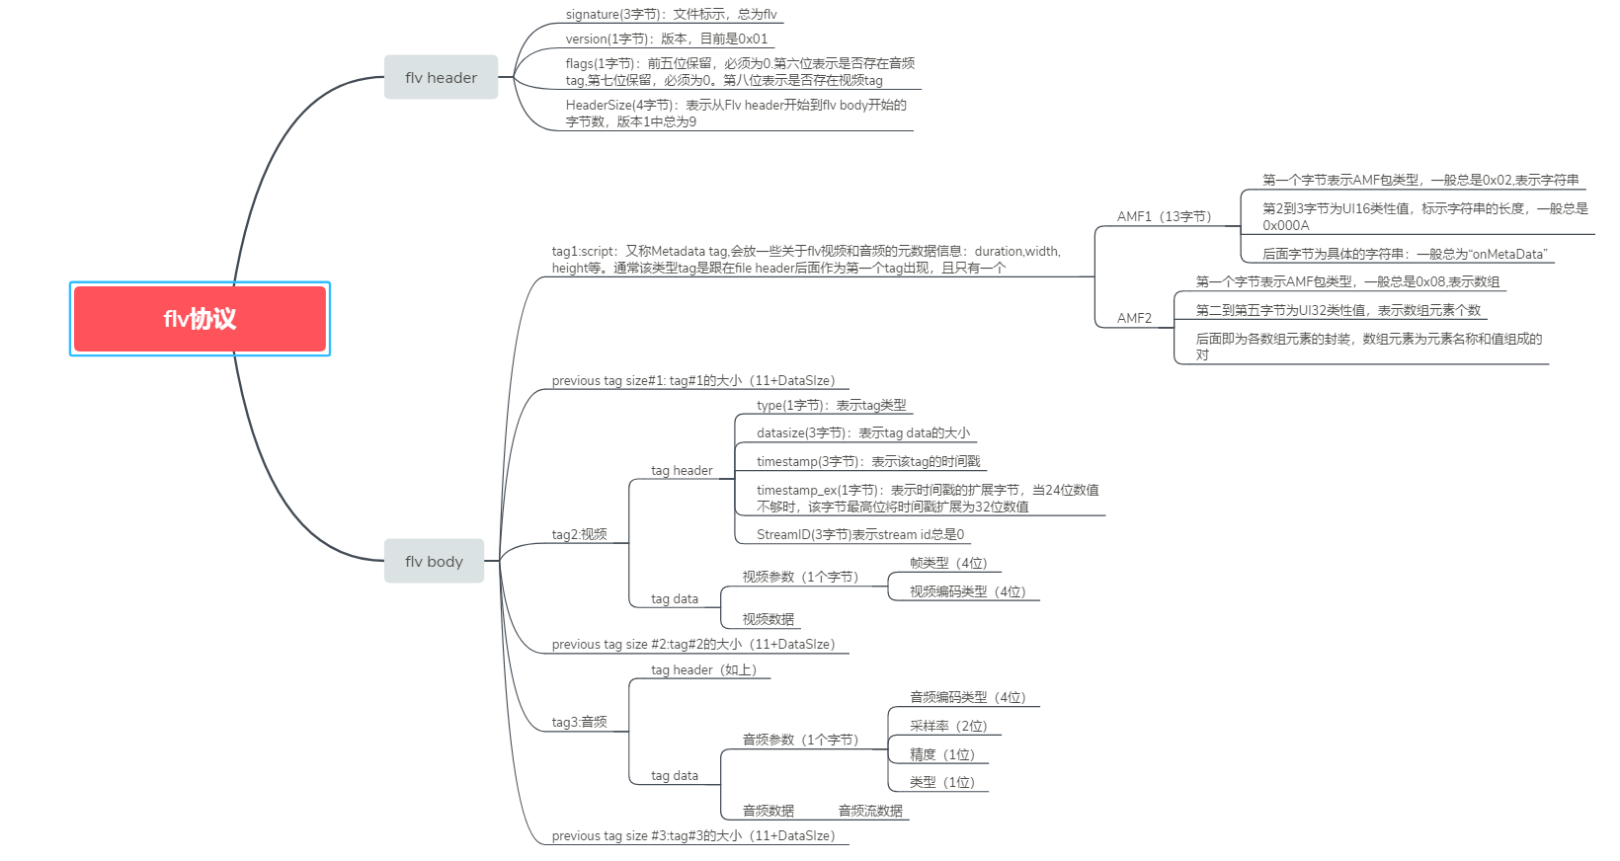 flv协议
flv header
signature(3字节)：文件标示，总为flv
version(1字节)：版本，目前是0x01
flags(1字节)：前五位保留，必须为0.第六位表示是否存在音频
tag,第七位保留，必须为0。第八位表示是否存在视频tag
HeaderSize(4字节)：表示从Flv header开始到flv body开始的
字节数，版本1中总为9
flv body
tag1:script：又称Metadata tag,会放一些关于flv视频和音频的元数据信息：duration,width,
height等。通常该类型tag是跟在file header后面作为第一个tag出现，且只有一个
AMF1（13字节）
第一个字节表示AMF包类型，一般总是0x02,表示字符串
第2到3字节为UI16类性值，标示字符串的长度，一般总是
0x000A
后面字节为具体的字符串：一般总为“onMetaData”
AMF2
第一个字节表示AMF包类型，一般总是0x08,表示数组
第二到第五字节为UI32类性值，表示数组元素个数
后面即为各数组元素的封装，数组元素为元素名称和值组成的
对
previous tag size#1: tag#1的大小（11+DataSIze）
tag2:视频
tag header
type(1字节)：表示tag类型
datasize(3字节)：表示tag data的大小
timestamp(3字节)：表示该tag的时间戳
timestamp_ex(1字节)：表示时间戳的扩展字节，当24位数值
不够时，该字节最高位将时间戳扩展为32位数值
StreamID(3字节)表示stream id总是0
tag data
视频参数（1个字节）
帧类型（4位）
视频编码类型（4位）
视频数据
previous tag size #2:tag#2的大小（11+DataSIze）
tag3:音频
tag header（如上）
tag data
音频参数（1个字节）
音频编码类型（4位）
采样率（2位）
精度（1位）
类型（1位）
音频数据
音频流数据
previous tag size #3:tag#3的大小（11+DataSIze）